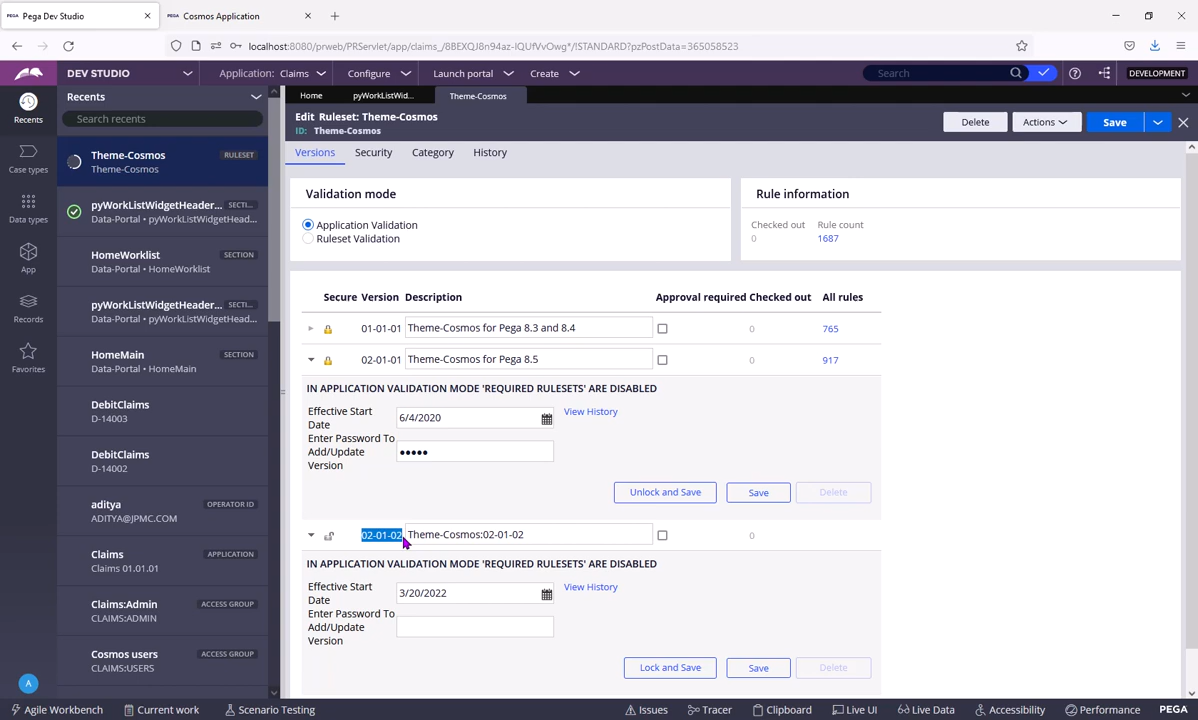 PEGA Pega Dev Studio
PEGA Cosmos Application
localhost:8080/prweb/PRServlet/app/claims_/8BEXQJ8n94az-lQUfVvOwg*/!STANDARD?pzPostData=365058523
DEV STUDIO
Application: Claims
Configure
Launch portal
Create
Search
DEVELOPMENT
Recents
Case types
Data types
App
Records
Favorites
A
Recents
Search recents
Theme-Cosmos RULESET
Theme-Cosmos
pyWorkListWidgetHeader... SECTI...
Data-Portal • pyWorkListWidgetHead...
HomeWorklist SECTION
Data-Portal • HomeWorklist
pyWorkListWidgetHeader... SECTI...
Data-Portal • pyWorkListWidgetHead...
HomeMain SECTION
Data-Portal • HomeMain
DebitClaims
D-14003
DebitClaims
D-14002
aditya OPERATOR ID
ADITYA@JPMC.COM
Claims APPLICATION
Claims 01.01.01
Claims:Admin ACCESS GROUP
CLAIMS:ADMIN
Cosmos users ACCESS GROUP
CLAIMS:USERS
Home
pyWorkListWid...
Theme-Cosmos
Edit Ruleset: Theme-Cosmos
ID: Theme-Cosmos
Delete
Actions
Save
Versions
Security
Category
History
Validation mode
Application Validation
Ruleset Validation
Rule information
Checked out Rule count
0 1687
Secure Version Description Approval required Checked out All rules
01-01-01 Theme-Cosmos for Pega 8.3 and 8.4 0 765
02-01-01 Theme-Cosmos for Pega 8.5 0 917
IN APPLICATION VALIDATION MODE 'REQUIRED RULESETS' ARE DISABLED
Effective Start
Date
6/4/2020
View History
Enter Password To
Add/Update
Version
•••••
Unlock and Save
Save
Delete
02-01-02 Theme-Cosmos:02-01-02 0
IN APPLICATION VALIDATION MODE 'REQUIRED RULESETS' ARE DISABLED
Effective Start
Date
3/20/2022
View History
Enter Password To
Add/Update
Version
Lock and Save
Save
Delete
Agile Workbench
Current work
Scenario Testing
Issues
Tracer
Clipboard
Live UI
Live Data
Accessibility
Performance
PEGA